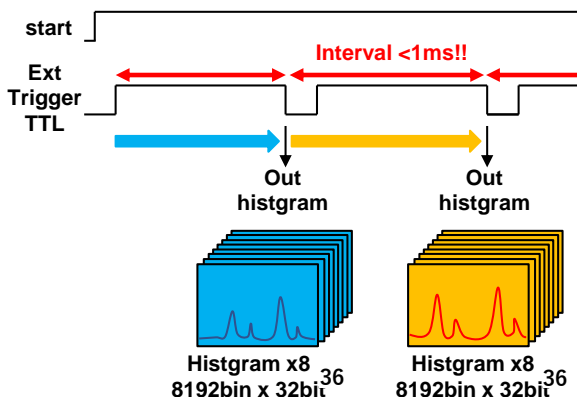 start
Interval <1ms!!
Ext
Trigger
TTL
Out
histgram
Out
histgram
Histgram x8
8192bin x 32bit
36
Histgram x8
8192bin x 32bit
36